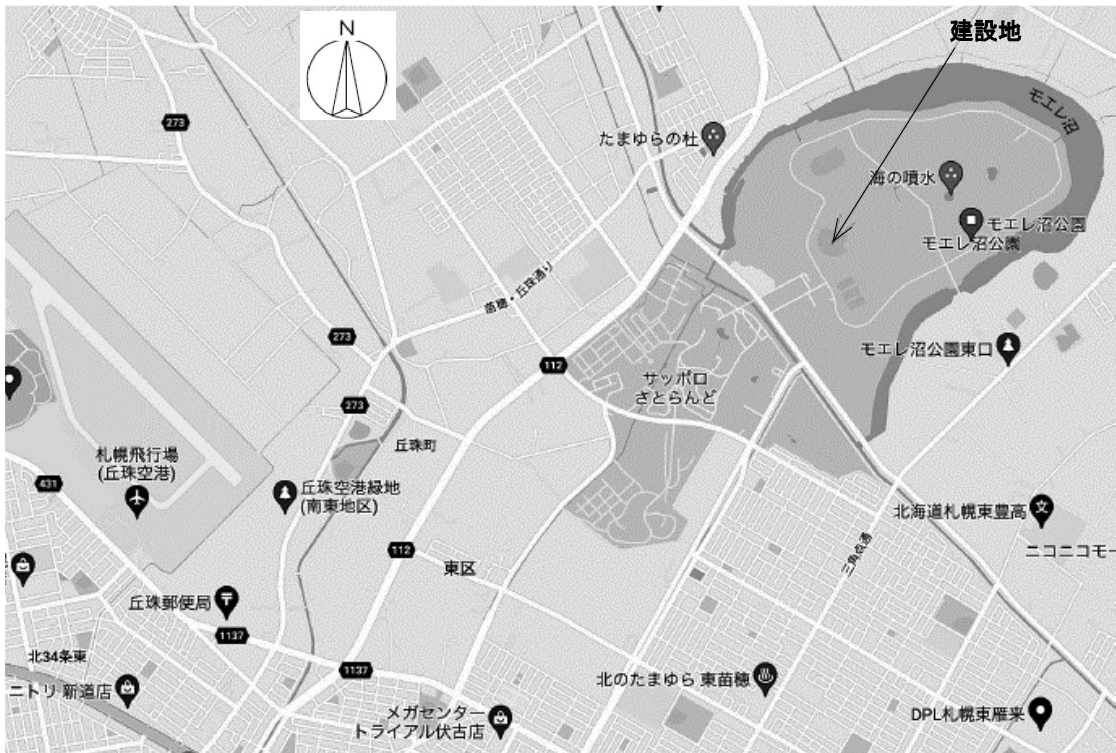 N
建設地
273
モエレ沼
たまゆらの杜
海の噴水
モエレ沼公園
モエレ沼公園
苗穂・丘珠通り
273
112
モエレ沼公園東口
サッポロ
さとらんど
273
丘珠町
札幌飛行場
(丘珠空港)
431
丘珠空港緑地
(南東地区)
北海道札幌東豊高
112
ニコニコモー
三角点通
東区
丘珠郵便局
1137
北34条東
1137
ニトリ 新道店
北のたまゆら 東苗穂
メガセンター
トライアル伏古店
DPL札幌東雁来